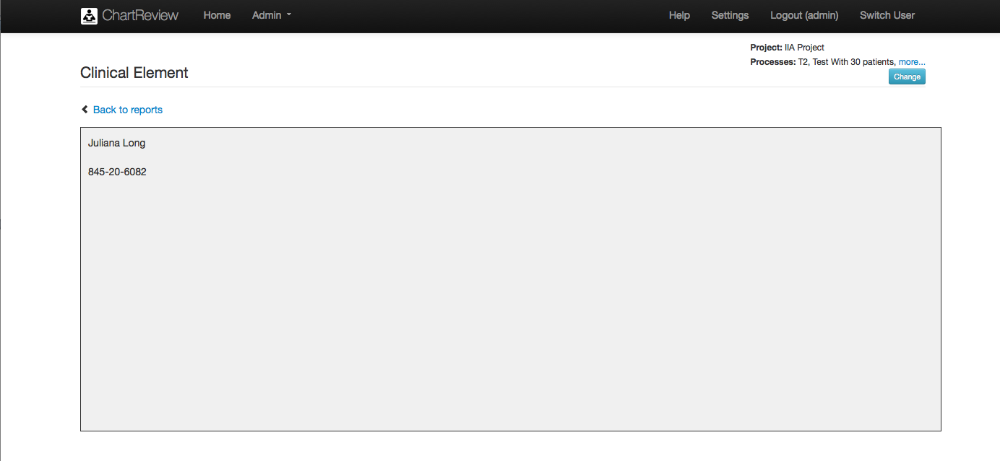 ChartReview Home Admin Help Settings Logout (admin) Switch User
Project: IIA Project
Processes: T2, Test With 30 patients, more...
Change
Clinical Element
Back to reports
Juliana Long
845-20-6082